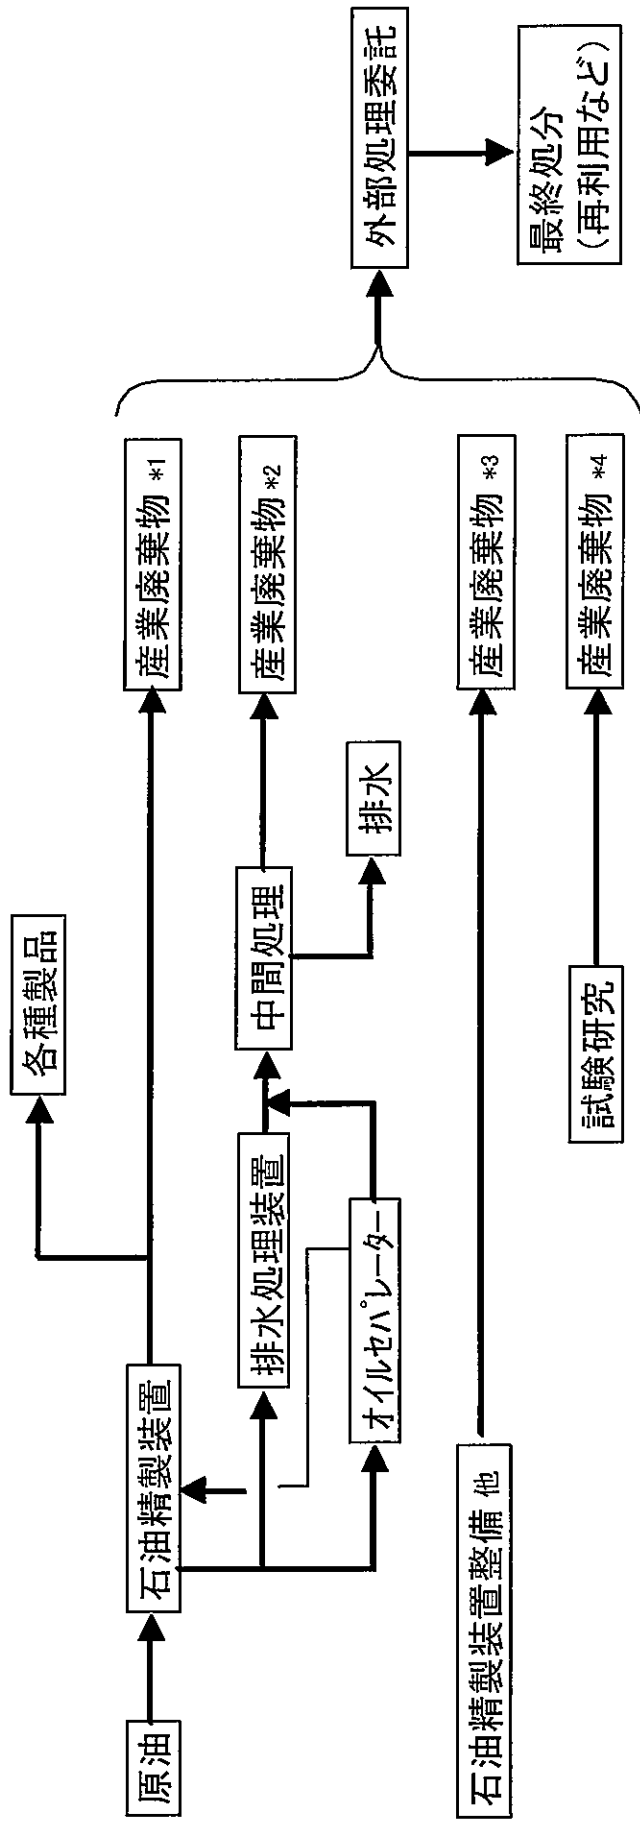 各種製品
原油
石油精製装置
産業廃棄物 *1
排水処理装置
中間処理
産業廃棄物 *2
オイルセパレーター
排水
外部処理委託
最終処分
(再利用など)
石油精製装置整備 他
産業廃棄物 *3
試験研究
産業廃棄物 *4